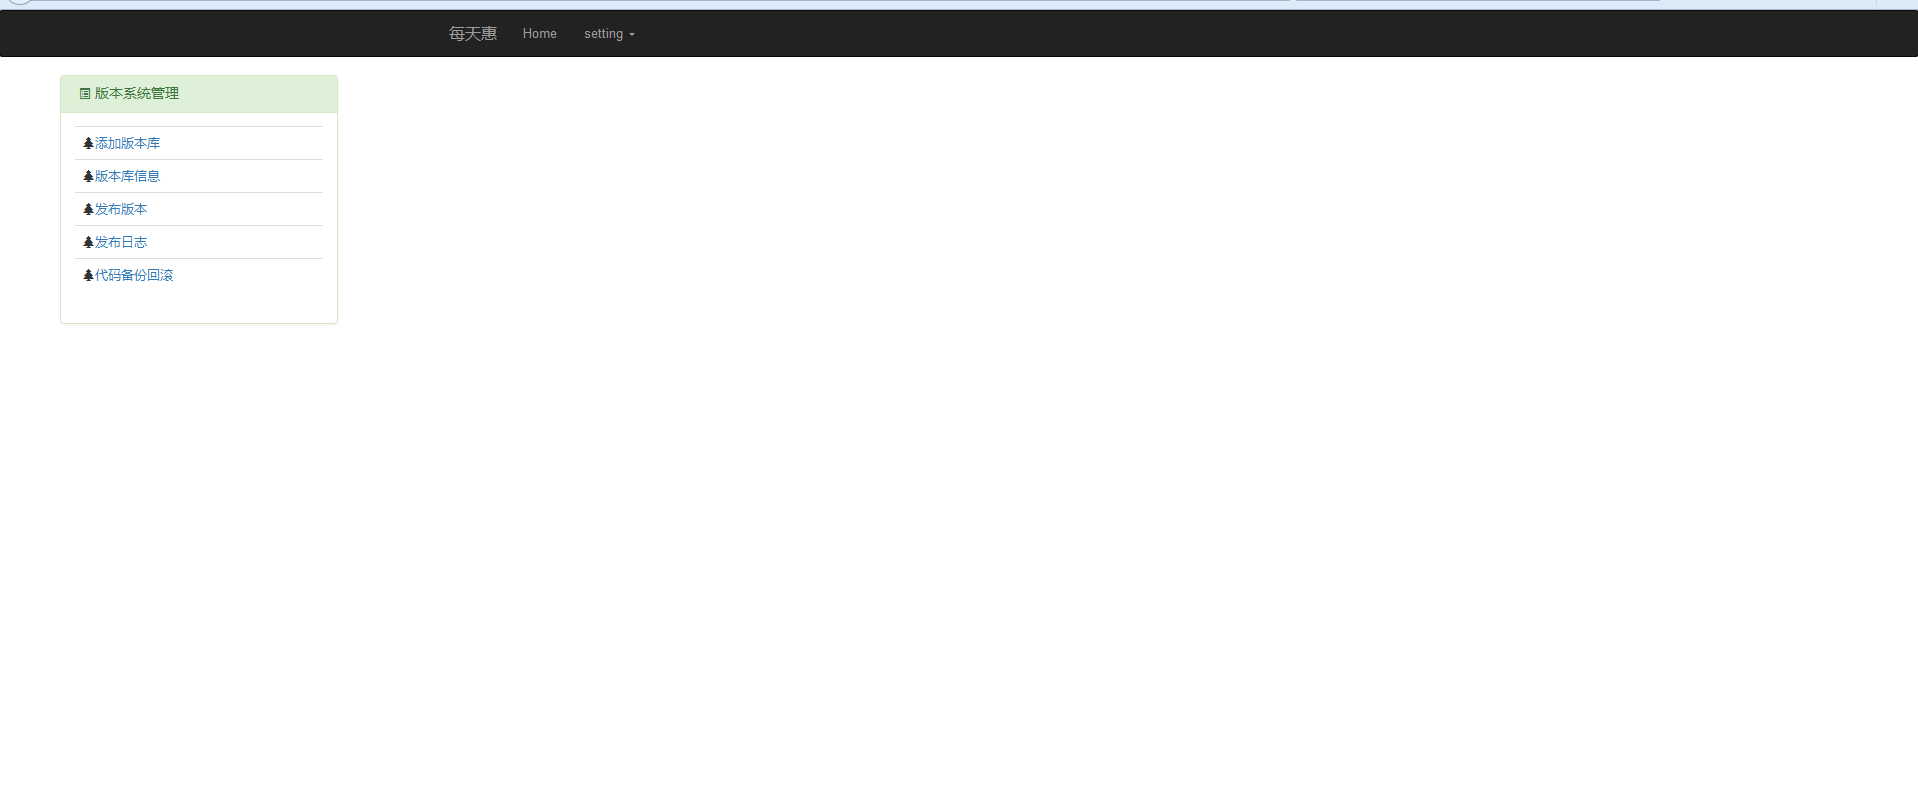 每天惠 Home setting
版本系统管理
添加版本库
版本库信息
发布版本
发布日志
代码备份回滚